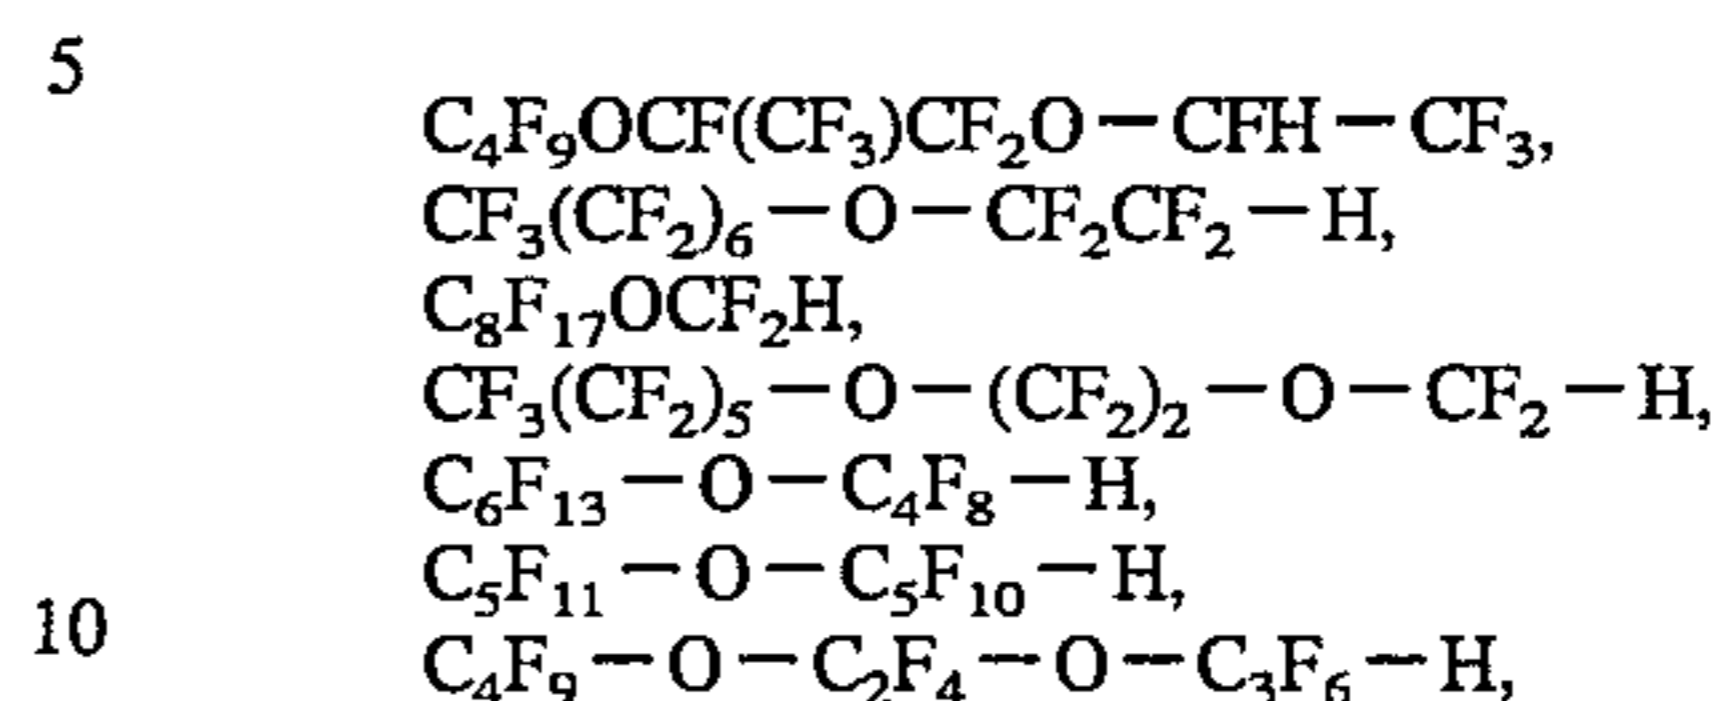 5
C₄F₉OCF(CF₃)CF₂O—CFH—CF₃,
CF₃(CF₂)₆—O—CF₂CF₂—H,
C₈F₁₇OCF₂H,
CF₃(CF₂)₅—O—(CF₂)₂—O—CF₂—H,
C₆F₁₃—O—C₄F₈—H,
C₅F₁₁—O—C₅F₁₀—H,
10
C₄F₉—O—C₂F₄—O—C₃F₆—H,